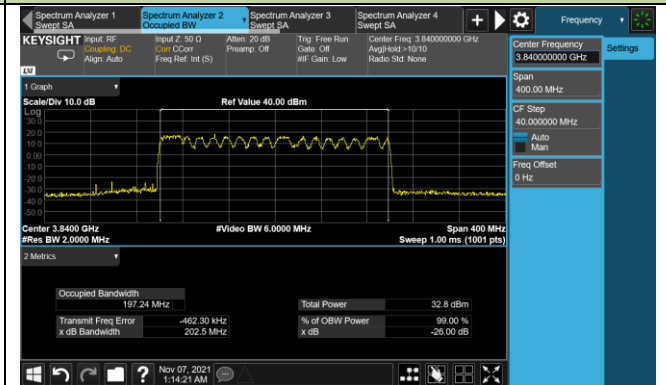 Spectrum Analyzer 1
Swept SA
Spectrum Analyzer 2
Occupied BW
Spectrum Analyzer 3
Swept SA
Spectrum Analyzer 4
Swept SA
Frequency
KEYSIGHT
LXI
Input: RF
Coupling: DC
Align: Auto
Input Z: 50 Ω
Corr CCorr
Freq Ref: Int (S)
Atten: 20 dB
Preamp: Off
Trig: Free Run
Gate: Off
#IF Gain: Low
Center Freq: 3.840000000 GHz
Avg|Hold:>10/10
Radio Std: None
Center Frequency
3.840000000 GHz
Settings
Span
400.00 MHz
CF Step
40.000000 MHz
Auto
Man
Freq Offset
0 Hz
1 Graph
Scale/Div 10.0 dB
Ref Value 40.00 dBm
Log
30.0
20.0
10.0
0.00
-10.0
-20.0
-30.0
-40.0
-50.0
Center 3.8400 GHz
#Video BW 6.0000 MHz
Span 400 MHz
#Res BW 2.0000 MHz
Sweep 1.00 ms (1001 pts)
2 Metrics
Occupied Bandwidth
197.24 MHz
Total Power
32.8 dBm
Transmit Freq Error
-462.30 kHz
% of OBW Power
99.00 %
x dB Bandwidth
202.5 MHz
x dB
-26.00 dB
?
Nov 07, 2021
1:14:21 AM